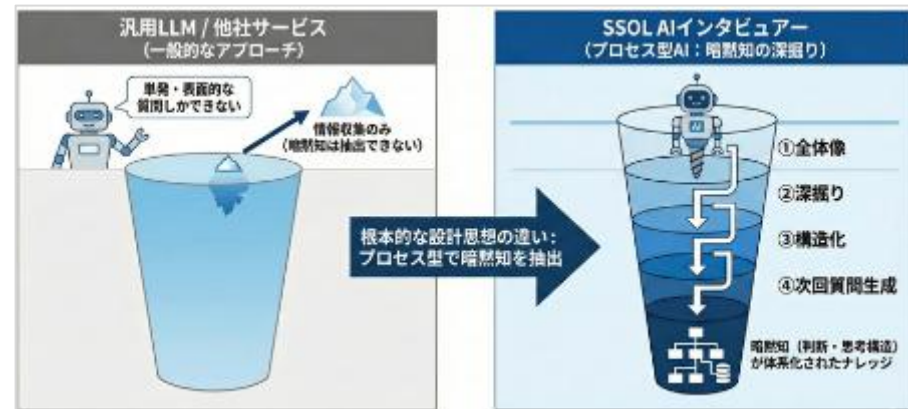 汎用LLM / 他社サービス
（一般的なアプローチ）
単発・表面的な
質問しかできない
情報収集のみ
（暗黙知は抽出できない）
根本的な設計思想の違い：
プロセス型で暗黙知を抽出
SSOL AIインタビュアー
（プロセス型AI：暗黙知の深掘り）
①全体像
②深掘り
③構造化
④次回質問生成
暗黙知（判断・思考構造）
が体系化されたナレッジ